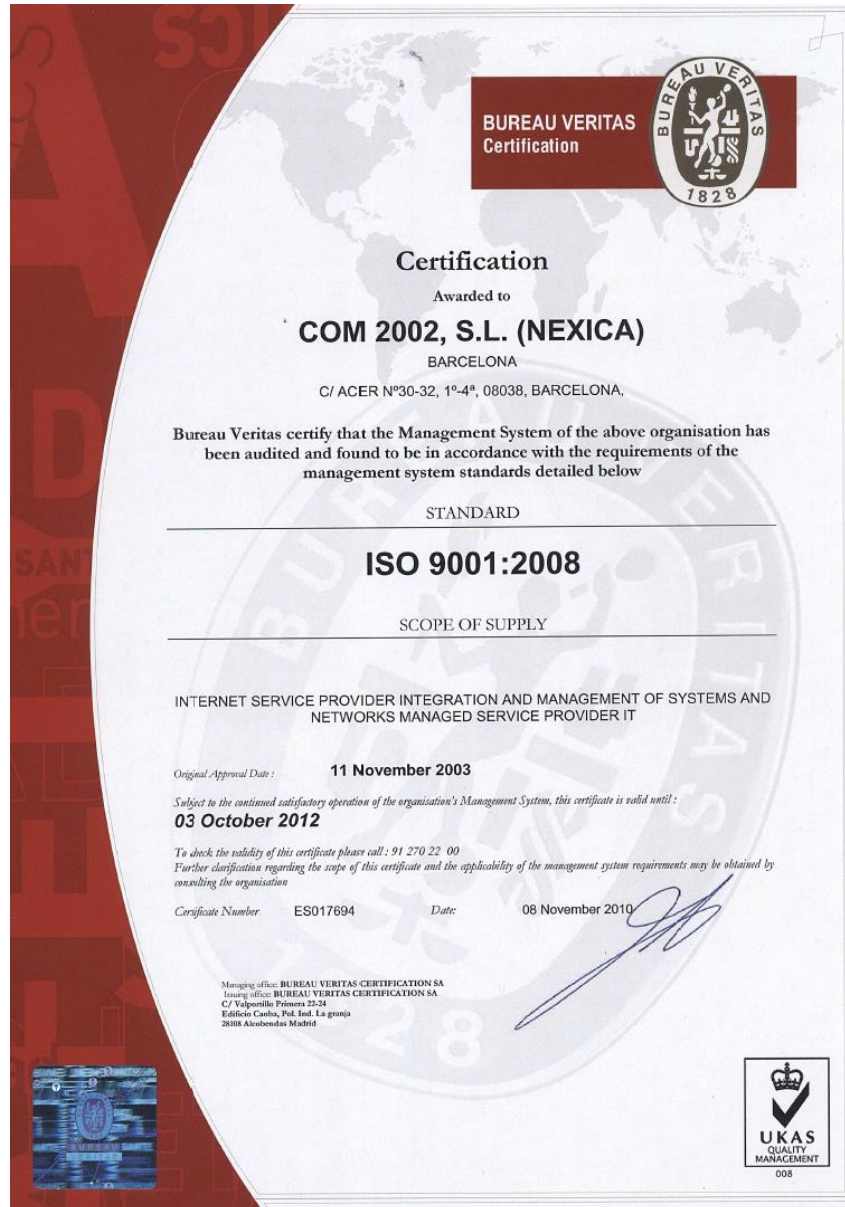 BUREAU VERITAS
Certification
BUREAU VERITAS
1828
Certification
Awarded to
COM 2002, S.L. (NEXICA)
BARCELONA
C/ ACER Nº30-32, 1º-4ª, 08038, BARCELONA,
Bureau Veritas certify that the Management System of the above organisation has
been audited and found to be in accordance with the requirements of the
management system standards detailed below
STANDARD
ISO 9001:2008
SCOPE OF SUPPLY
INTERNET SERVICE PROVIDER INTEGRATION AND MANAGEMENT OF SYSTEMS AND
NETWORKS MANAGED SERVICE PROVIDER IT
Original Approval Date : 11 November 2003
Subject to the continued satisfactory operation of the organisation's Management System, this certificate is valid until :
03 October 2012
To check the validity of this certificate please call : 91 270 22 00
Further clarification regarding the scope of this certificate and the applicability of the management system requirements may be obtained by
consulting the organisation
Certificate Number ES017694 Date: 08 November 2010
Managing office: BUREAU VERITAS CERTIFICATION SA
Issuing office: BUREAU VERITAS CERTIFICATION SA
C/ Valportillo Primera 22-24
Edificio Caoba, Pol. Ind. La granja
28108 Alcobendas Madrid
BUREAU
VERITAS
UKAS
QUALITY
MANAGEMENT
008